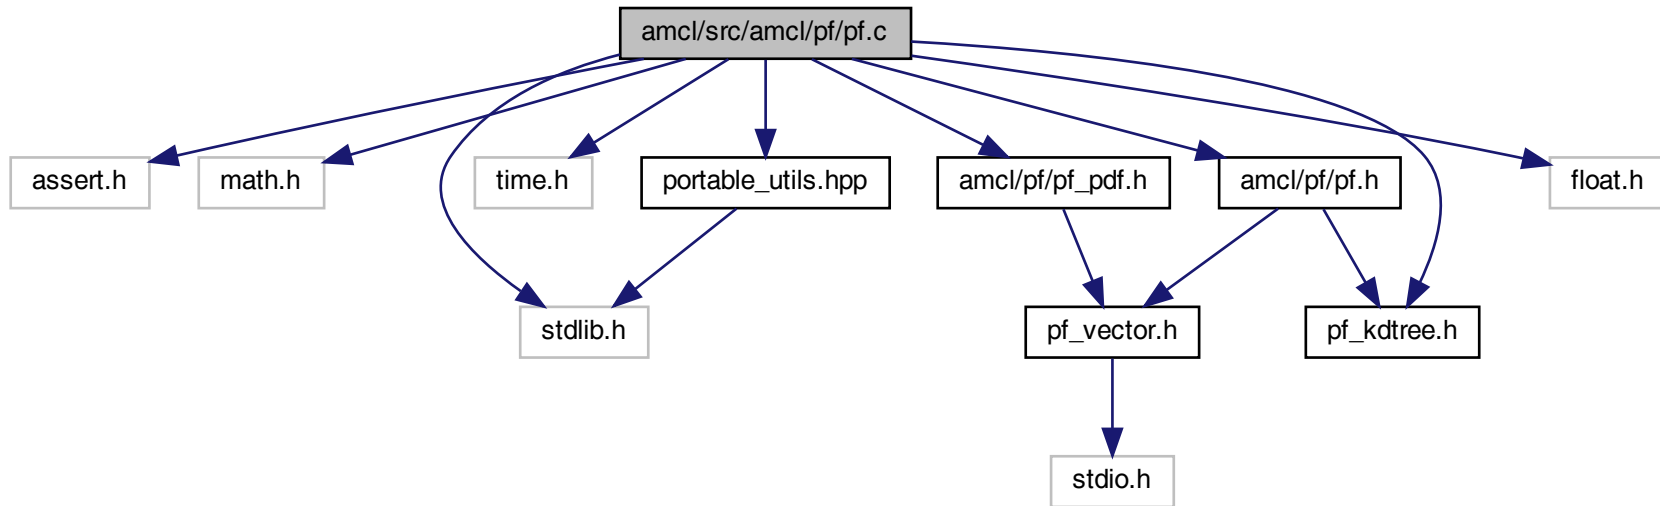 amcl/src/amcl/pf/pf.c
assert.h
math.h
time.h
portable_utils.hpp
amcl/pf/pf_pdf.h
amcl/pf/pf.h
float.h
stdlib.h
pf_vector.h
pf_kdtree.h
stdio.h